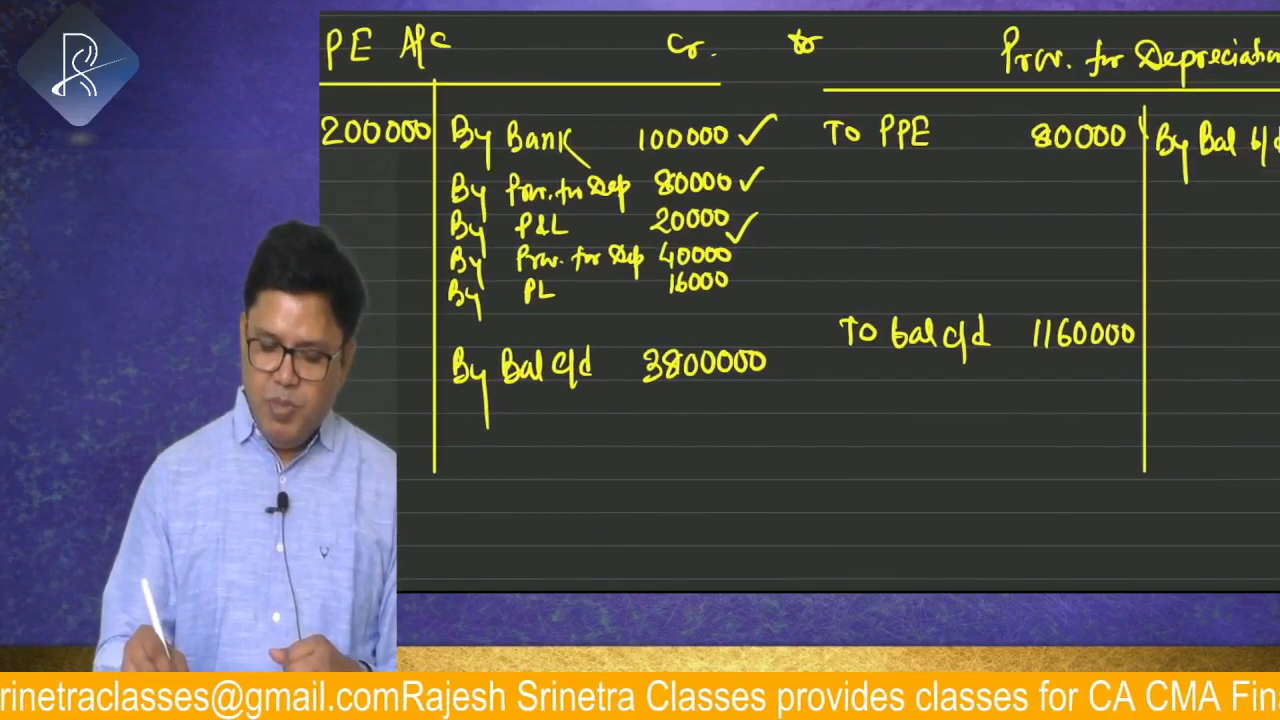 PPE A/c Cr.
200000 By Bank 100000 ✓
By Prov. for Dep 80000 ✓
By P&L 20000 ✓
By Prov. for Dep 40000
By PL 16000
By Bal c/d 3800000
Prov. for Depreciation
To PPE 80000 By Bal b/d
To bal c/d 1160000
rinetraclasses@gmail.comRajesh Srinetra Classes provides classes for CA CMA Fina